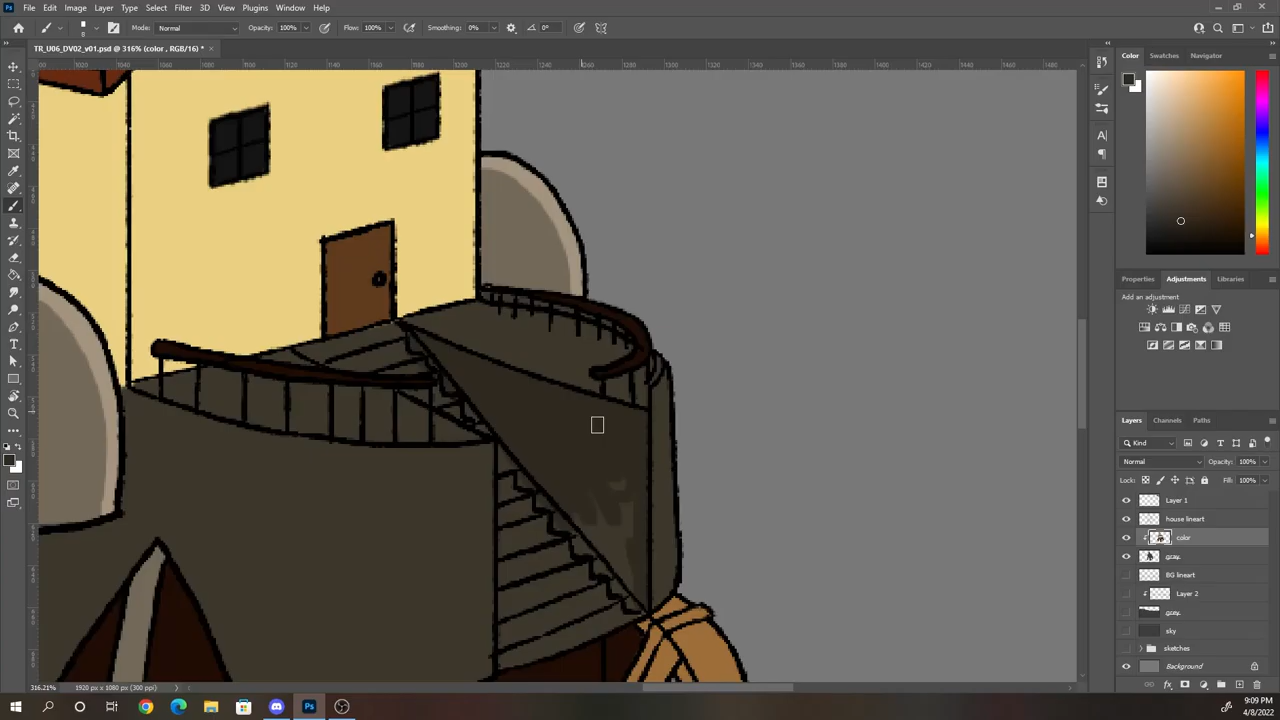 File Edit Image Layer Type Select Filter 3D View Plugins Window Help
8 Mode: Normal Opacity: 100% Flow: 100% Smoothing: 0% 0°
TR_U06_DV02_v01.psd @ 316% (color , RGB/16) *
Color Swatches Navigator
Properties Adjustments Libraries
Add an adjustment
Layers Channels Paths
Kind
Normal Opacity: 100%
Lock: Fill: 100%
Layer 1
house lineart
color
gray
BG lineart
Layer 2
gray
sky
sketches
Background
316.21% 1920 px x 1080 px (300 ppi)
9:09 PM
4/8/2022